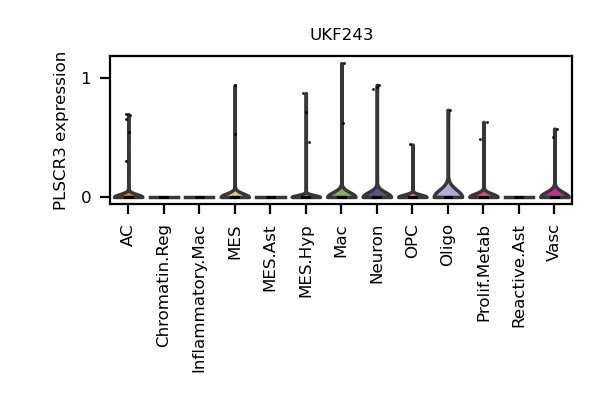 UKF243
PLSCR3 expression
1
0
AC
Chromatin.Reg
Inflammatory.Mac
MES
MES.Ast
MES.Hyp
Mac
Neuron
OPC
Oligo
Prolif.Metab
Reactive.Ast
Vasc